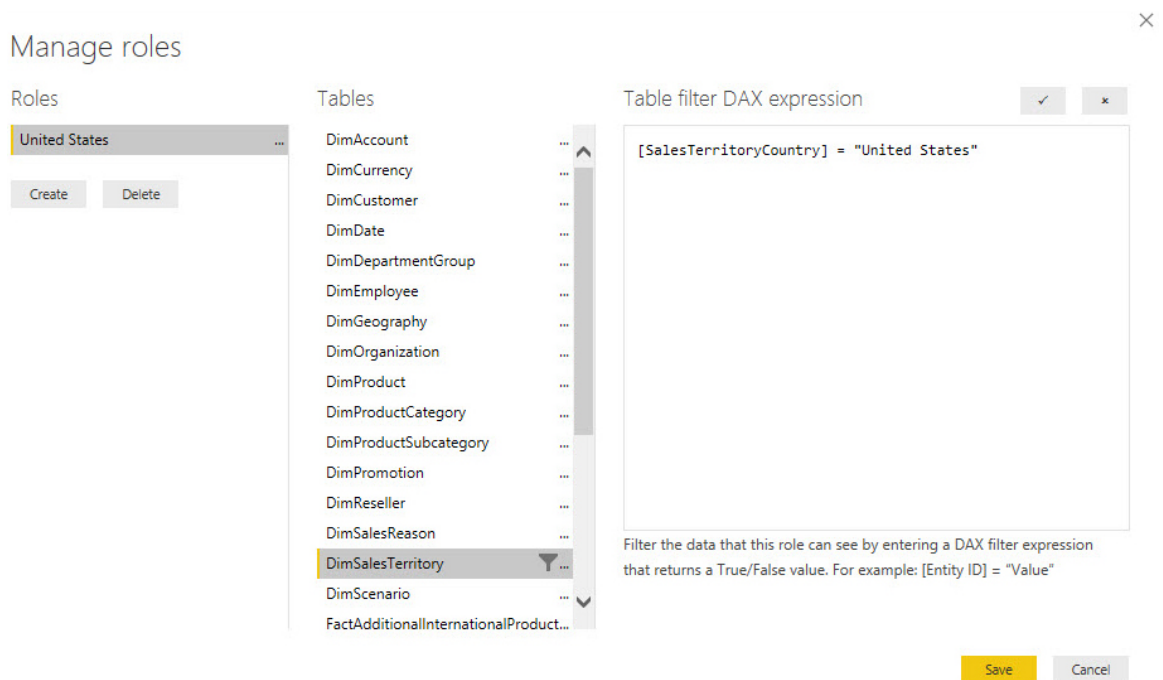 Manage roles
Roles
Tables
Table filter DAX expression
United States ...
Create
Delete
DimAccount ...
DimCurrency ...
DimCustomer ...
DimDate ...
DimDepartmentGroup ...
DimEmployee ...
DimGeography ...
DimOrganization ...
DimProduct ...
DimProductCategory ...
DimProductSubcategory ...
DimPromotion ...
DimReseller ...
DimSalesReason ...
DimSalesTerritory ...
DimScenario ...
FactAdditionalInternationalProduct...
[SalesTerritoryCountry] = "United States"
Filter the data that this role can see by entering a DAX filter expression
that returns a True/False value. For example: [Entity ID] = "Value"
Save
Cancel